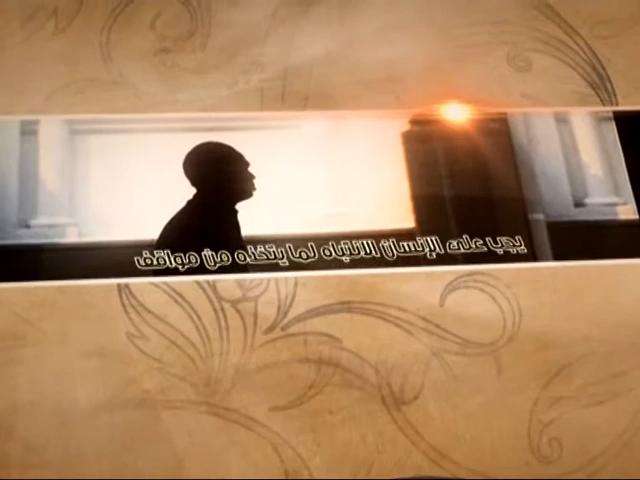 يجب على الإنسان الانتباه لما يتخذه من مواقف